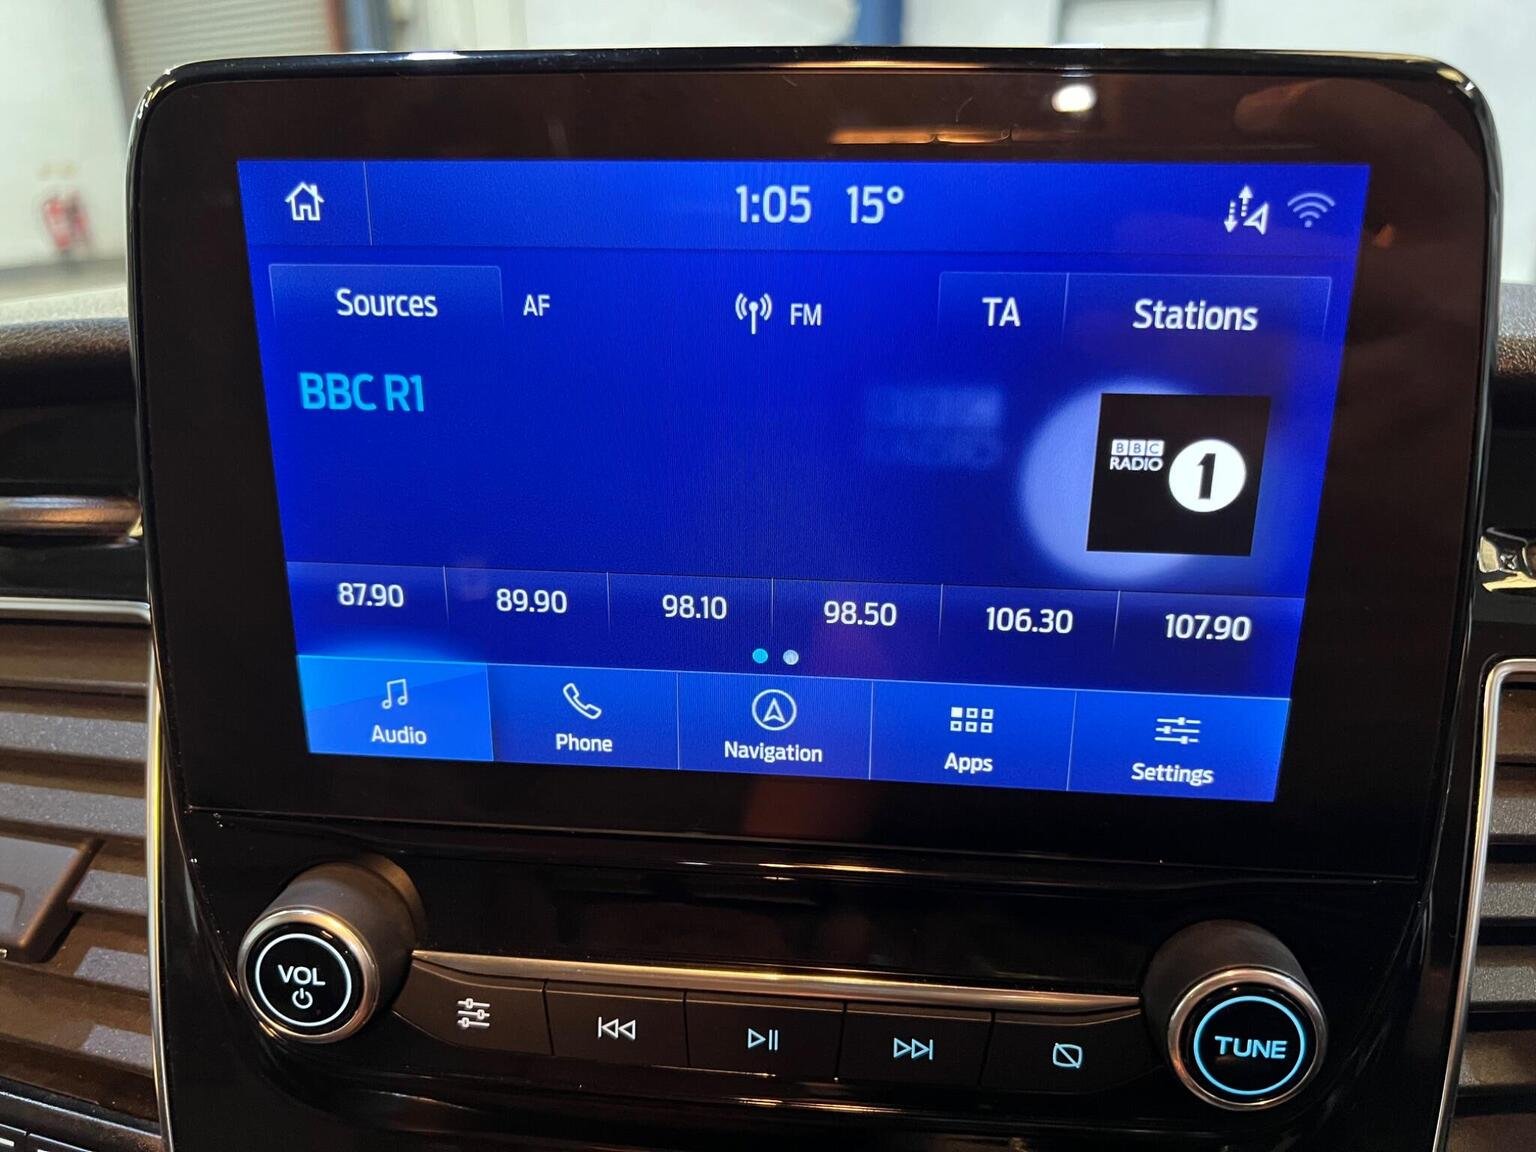 1:05 15°
Sources AF FM TA Stations
BBC R1
BBC
RADIO 1
87.90 89.90 98.10 98.50 106.30 107.90
Audio Phone Navigation Apps Settings
VOL
TUNE